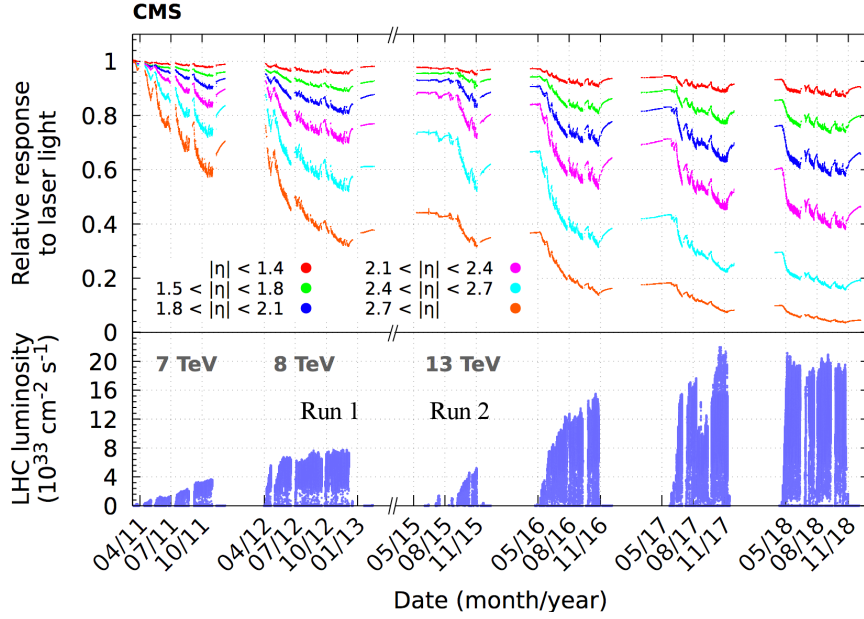 CMS
Relative response
to laser light
1
0.8
0.6
0.4
0.2
0
|η| < 1.4
1.5 < |η| < 1.8
1.8 < |η| < 2.1
2.1 < |η| < 2.4
2.4 < |η| < 2.7
2.7 < |η|
LHC luminosity
(10³³ cm⁻² s⁻¹)
20
16
12
8
4
0
7 TeV
8 TeV
13 TeV
Run 1
Run 2
04/11
07/11
10/11
04/12
07/12
10/12
01/13
05/15
08/15
11/15
05/16
08/16
11/16
05/17
08/17
11/17
05/18
08/18
11/18
Date (month/year)